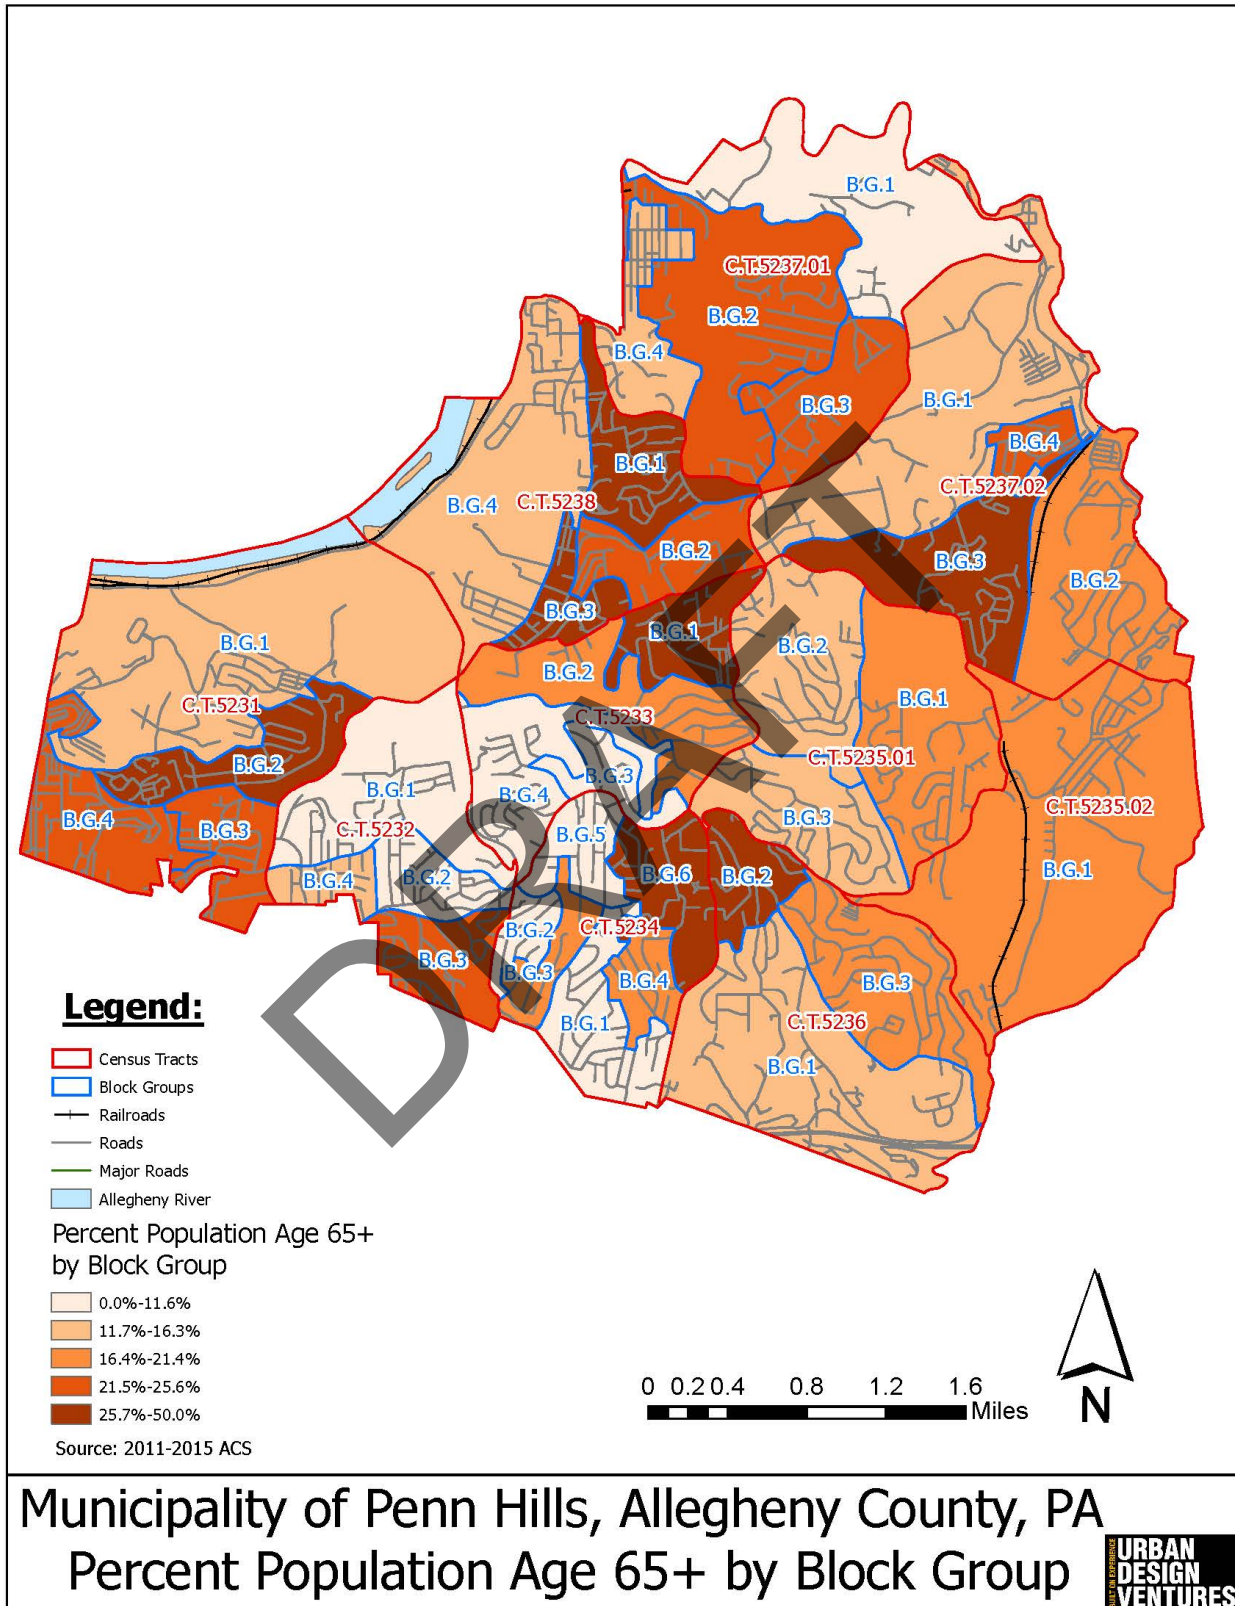 B.G.1
C.T.5237.01
B.G.2
B.G.4
B.G.1
B.G.3
B.G.4
B.G.1
C.T.5237.02
B.G.4
C.T.5238
B.G.2
B.G.3
B.G.2
B.G.3
B.G.1
B.G.1
B.G.2
B.G.2
B.G.1
C.T.5231
C.T.5233
B.G.2
C.T.5235.01
B.G.3
B.G.1
B.G.4
C.T.5235.02
B.G.4
B.G.3
C.T.5232
B.G.5
B.G.3
B.G.1
B.G.4
B.G.2
B.G.6
B.G.2
B.G.2
C.T.5234
B.G.3
B.G.3
B.G.4
B.G.3
B.G.1
C.T.5236
B.G.1
DRAFT
Legend:
Census Tracts
Block Groups
Railroads
Roads
Major Roads
Allegheny River
Percent Population Age 65+
by Block Group
0.0%-11.6%
11.7%-16.3%
16.4%-21.4%
21.5%-25.6%
25.7%-50.0%
Source: 2011-2015 ACS
0 0.2 0.4 0.8 1.2 1.6
Miles
N
Municipality of Penn Hills, Allegheny County, PA
Percent Population Age 65+ by Block Group
BUILT ON EXPERIENCE
URBAN
DESIGN
VENTURES